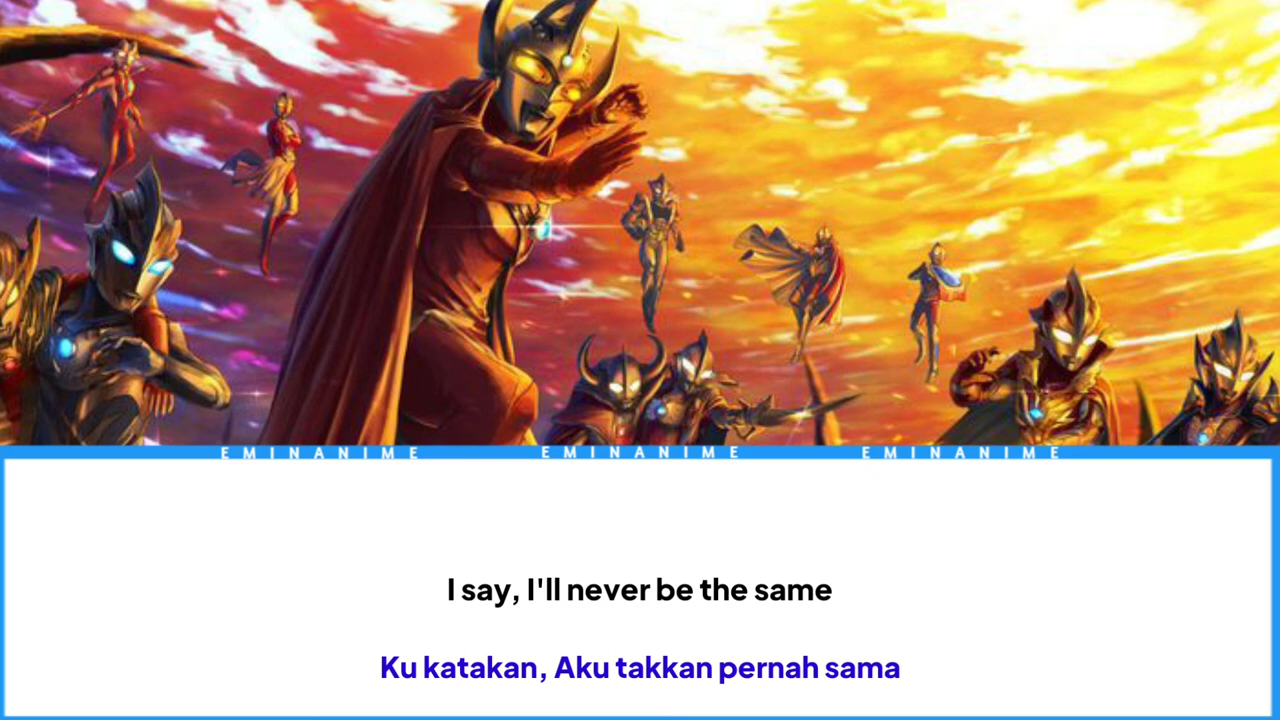 EMINANIME EMINANIME EMINANIME
I say, I'll never be the same
Ku katakan, Aku takkan pernah sama